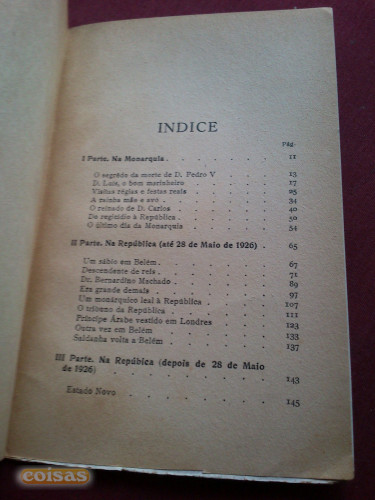 INDICE
Pág.
I Parte. Na Monarquia . . . . . . . . 11
O segrêdo da morte de D. Pedro V . . . . 13
D. Luís, o bom marinheiro . . . . . 17
Visitas régias e festas reais . . . . . 25
A rainha mãe e avó . . . . . . 34
O reinado de D. Carlos . . . . . . 40
Do regicídio à República . . . . . . 50
O último dia da Monarquia . . . . . 54
II Parte. Na República (até 28 de Maio de 1926) . 65
Um sábio em Belém . . . . . . 67
Descendente de reis . . . . . . 71
Dr. Bernardino Machado . . . . . 89
Era grande demais . . . . . . 97
Um monárquico leal à República . . . . 107
O tribuno da República . . . . . . 111
Príncipe Árabe vestido em Londres . . . 123
Outra vez em Belém . . . . . . 133
Saldanha volta a Belém . . . . . . 137
III Parte. Na Repúbica (depois de 28 de Maio
de 1926) . . . . . . . . 143
Estado Novo . . . . . . . . 145
coisas